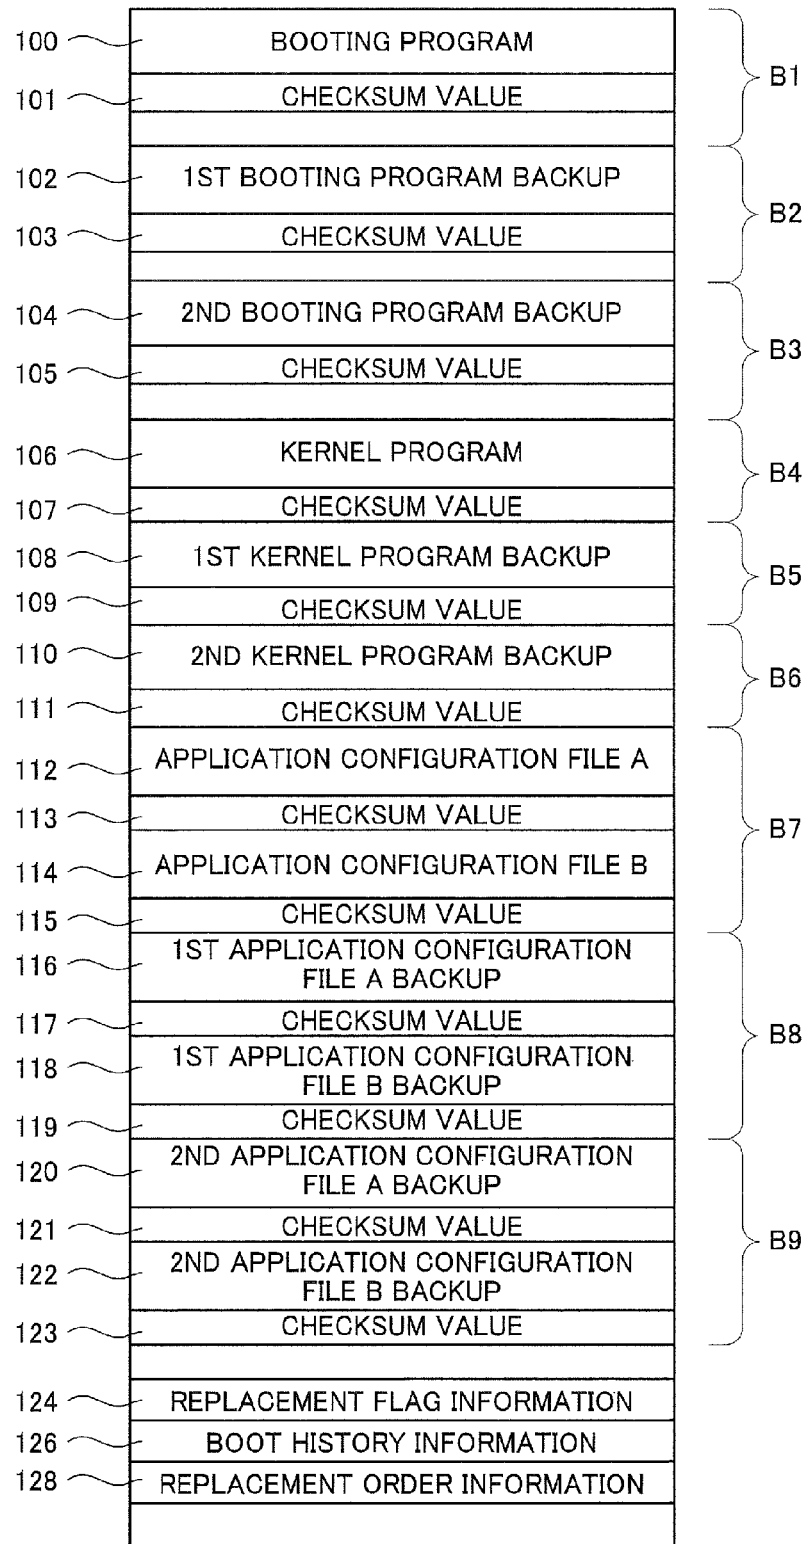 100 BOOTING PROGRAM
B1
101 CHECKSUM VALUE
102 1ST BOOTING PROGRAM BACKUP
B2
103 CHECKSUM VALUE
104 2ND BOOTING PROGRAM BACKUP
B3
105 CHECKSUM VALUE
106 KERNEL PROGRAM
B4
107 CHECKSUM VALUE
108 1ST KERNEL PROGRAM BACKUP
B5
109 CHECKSUM VALUE
110 2ND KERNEL PROGRAM BACKUP
B6
111 CHECKSUM VALUE
112 APPLICATION CONFIGURATION FILE A
113 CHECKSUM VALUE
B7
114 APPLICATION CONFIGURATION FILE B
115 CHECKSUM VALUE
116 1ST APPLICATION CONFIGURATION
FILE A BACKUP
117 CHECKSUM VALUE
B8
118 1ST APPLICATION CONFIGURATION
FILE B BACKUP
119 CHECKSUM VALUE
120 2ND APPLICATION CONFIGURATION
FILE A BACKUP
121 CHECKSUM VALUE
B9
122 2ND APPLICATION CONFIGURATION
FILE B BACKUP
123 CHECKSUM VALUE
124 REPLACEMENT FLAG INFORMATION
126 BOOT HISTORY INFORMATION
128 REPLACEMENT ORDER INFORMATION